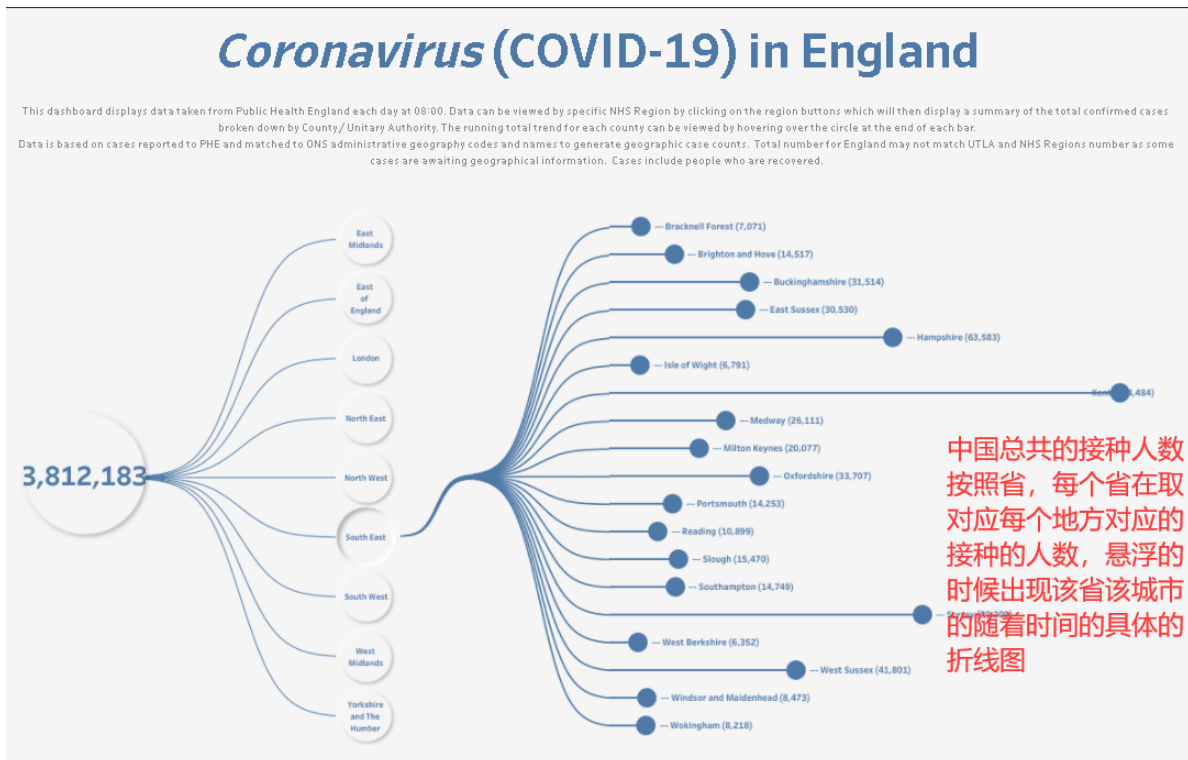 Coronavirus (COVID-19) in England
This dashboard displays data taken from Public Health England each day at 08:00. Data can be viewed by specific NHS Region by clicking on the region buttons which will then display a summary of the total confirmed cases
broken down by County/ Unitary Authority. The running total trend for each county can be viewed by hovering over the circle at the end of each bar.
Data is based on cases reported to PHE and matched to ONS administrative geography codes and names to generate geographic case counts. Total number for England may not match UTLA and NHS Regions number as some
cases are awaiting geographical information. Cases include people who are recovered.
3,812,183
East
Midlands
East
of
England
London
North East
North West
South East
South West
West
Midlands
Yorkshire
and The
Humber
--- Bracknell Forest (7,071)
--- Brighton and Hove (14,517)
--- Buckinghamshire (31,514)
--- East Sussex (30,530)
--- Hampshire (63,583)
--- Isle of Wight (6,791)
Kent
,484)
--- Medway (26,111)
--- Milton Keynes (20,077)
--- Oxfordshire (33,707)
--- Portsmouth (14,253)
--- Reading (10,899)
--- Slough (15,470)
--- Southampton (14,749)
--- West Berkshire (6,352)
--- West Sussex (41,801)
--- Windsor and Maidenhead (8,473)
--- Wokingham (8,218)
中国总共的接种人数
按照省，每个省在取
对应每个地方对应的
接种的人数，悬浮的
时候出现该省该城市
的随着时间的具体的
折线图